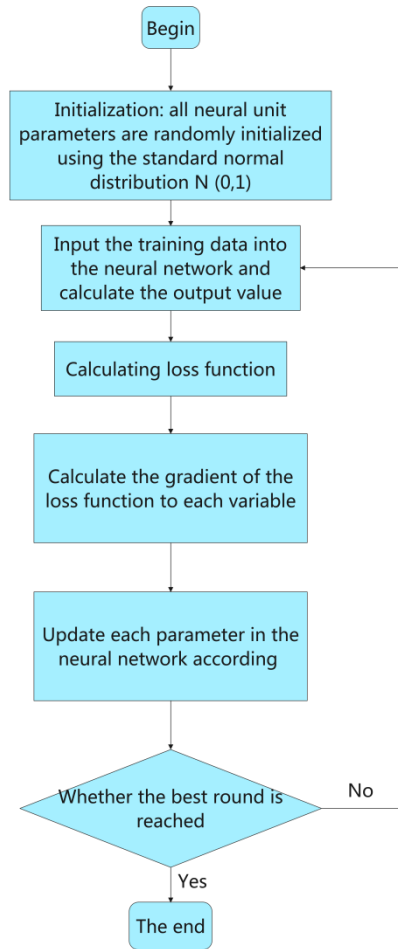 Begin
Initialization: all neural unit
parameters are randomly initialized
using the standard normal
distribution N (0,1)
Input the training data into
the neural network and
calculate the output value
Calculating loss function
Calculate the gradient of the
loss function to each variable
Update each parameter in the
neural network according
Whether the best round is
reached
No
Yes
The end